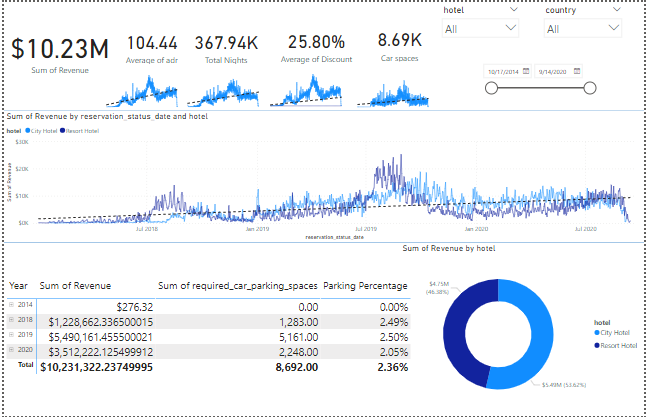 hotel
country
All
All
$10.23M
Sum of Revenue
104.44
Average of adr
367.94K
Total Nights
25.80%
Average of Discount
8.69K
Car spaces
10/17/2014
9/14/2020
Sum of Revenue by reservation_status_date and hotel
hotel City Hotel Resort Hotel
Sum of Revenue
$30K
$20K
$10K
$0K
Jul 2018
Jan 2019
Jul 2019
Jan 2020
Jul 2020
reservation_status_date
Year Sum of Revenue Sum of required_car_parking_spaces Parking Percentage
2014 $276.32 0.00 0.00%
2018 $1,228,662.336500015 1,283.00 2.49%
2019 $5,490,161.455500021 5,161.00 2.50%
2020 $3,512,222.125499912 2,248.00 2.05%
Total $10,231,322.23749995 8,692.00 2.36%
Sum of Revenue by hotel
$4.75M
(46.38%)
$5.49M (53.62%)
hotel
City Hotel
Resort Hotel